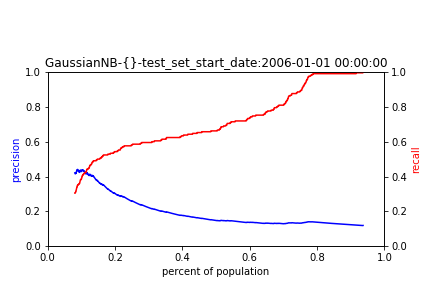 GaussianNB-{}-test_set_start_date:2006-01-01 00:00:00
1.0
0.8
0.6
0.4
0.2
0.0
precision
1.0
0.8
0.6
0.4
0.2
0.0
recall
0.0 0.2 0.4 0.6 0.8 1.0
percent of population